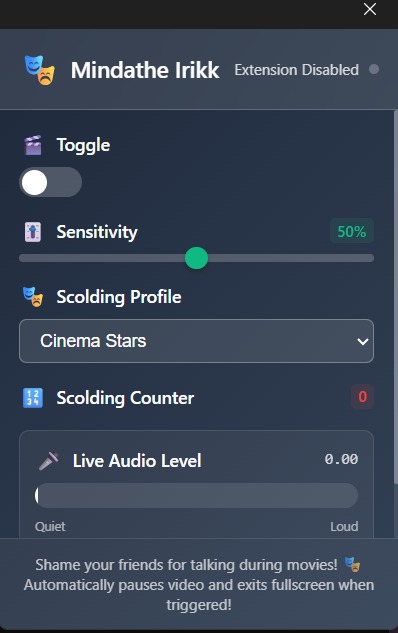 Mindathe Irikk
Extension Disabled
Toggle
Sensitivity
50%
Scolding Profile
Cinema Stars
Scolding Counter
0
Live Audio Level
0.00
Quiet
Loud
Shame your friends for talking during movies! 🎭
Automatically pauses video and exits fullscreen when
triggered!